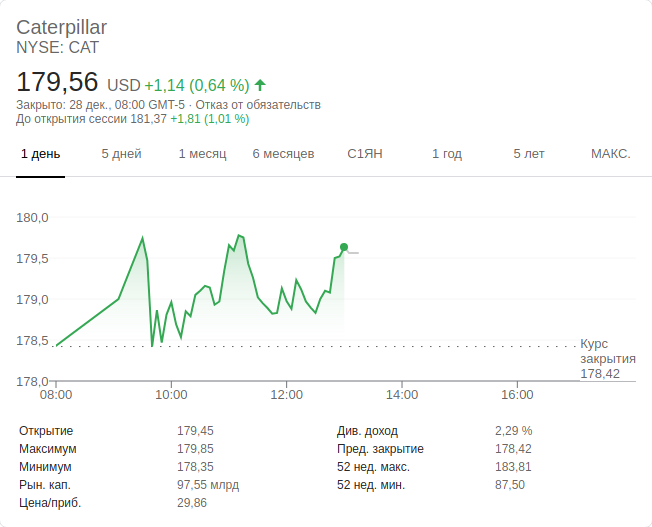 Caterpillar
NYSE: CAT
179,56 USD +1,14 (0,64 %)
Закрыто: 28 дек., 08:00 GMT-5 · Отказ от обязательств
До открытия сессии 181,37 +1,81 (1,01 %)
1 день 5 дней 1 месяц 6 месяцев С1ЯН 1 год 5 лет МАКС.
180,0
179,5
179,0
178,5
178,0
Курс
закрытия
178,42
08:00 10:00 12:00 14:00 16:00
Открытие 179,45 Див. доход 2,29 %
Максимум 179,85 Пред. закрытие 178,42
Минимум 178,35 52 нед. макс. 183,81
Рын. кап. 97,55 млрд 52 нед. мин. 87,50
Цена/приб. 29,86